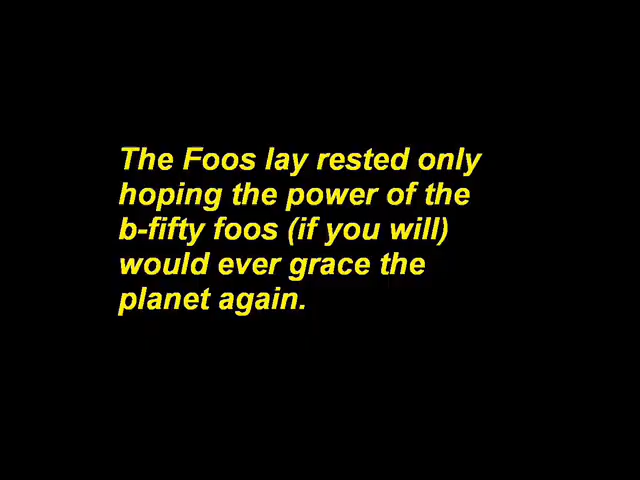 The Foos lay rested only
hoping the power of the
b-fifty foos (if you will)
would ever grace the
planet again.